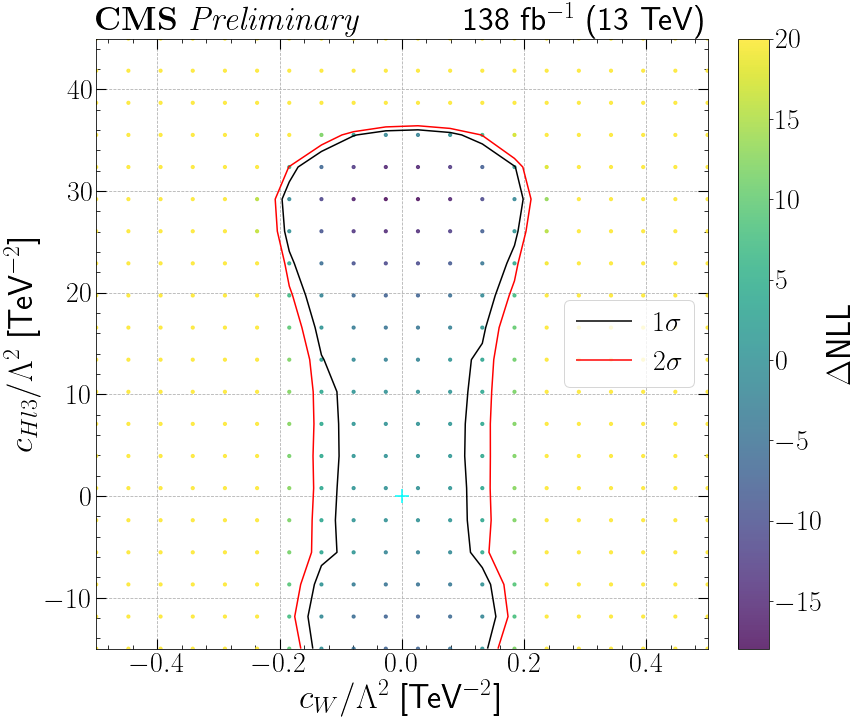 CMS Preliminary 138 fb⁻¹ (13 TeV)
40
30
20
10
0
−10
−0.4 −0.2 0.0 0.2 0.4
c_W/Λ² [TeV⁻²]
c_{Hl3}/Λ² [TeV⁻²]
1σ
2σ
20
15
10
5
0
−5
−10
−15
ΔNLL